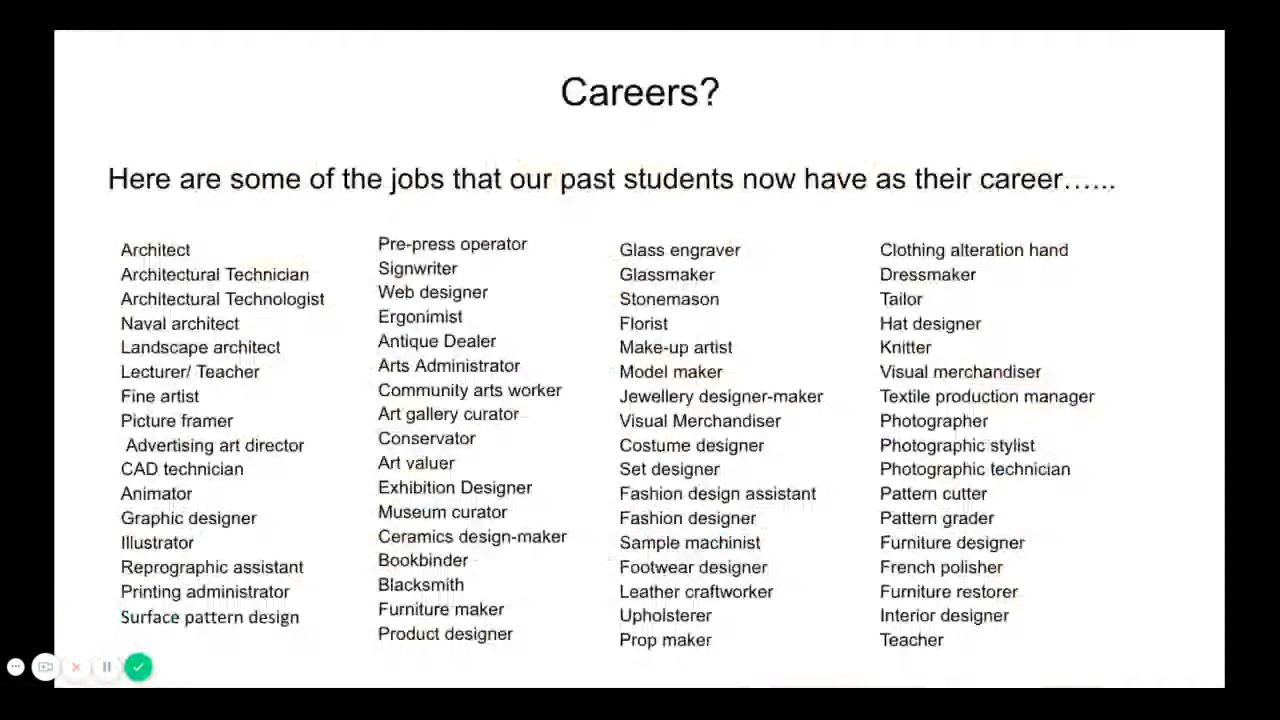 Careers?
Here are some of the jobs that our past students now have as their career…...
Architect
Architectural Technician
Architectural Technologist
Naval architect
Landscape architect
Lecturer/ Teacher
Fine artist
Picture framer
Advertising art director
CAD technician
Animator
Graphic designer
Illustrator
Reprographic assistant
Printing administrator
Surface pattern design
Pre-press operator
Signwriter
Web designer
Ergonimist
Antique Dealer
Arts Administrator
Community arts worker
Art gallery curator
Conservator
Art valuer
Exhibition Designer
Museum curator
Ceramics design-maker
Bookbinder
Blacksmith
Furniture maker
Product designer
Glass engraver
Glassmaker
Stonemason
Florist
Make-up artist
Model maker
Jewellery designer-maker
Visual Merchandiser
Costume designer
Set designer
Fashion design assistant
Fashion designer
Sample machinist
Footwear designer
Leather craftworker
Upholsterer
Prop maker
Clothing alteration hand
Dressmaker
Tailor
Hat designer
Knitter
Visual merchandiser
Textile production manager
Photographer
Photographic stylist
Photographic technician
Pattern cutter
Pattern grader
Furniture designer
French polisher
Furniture restorer
Interior designer
Teacher